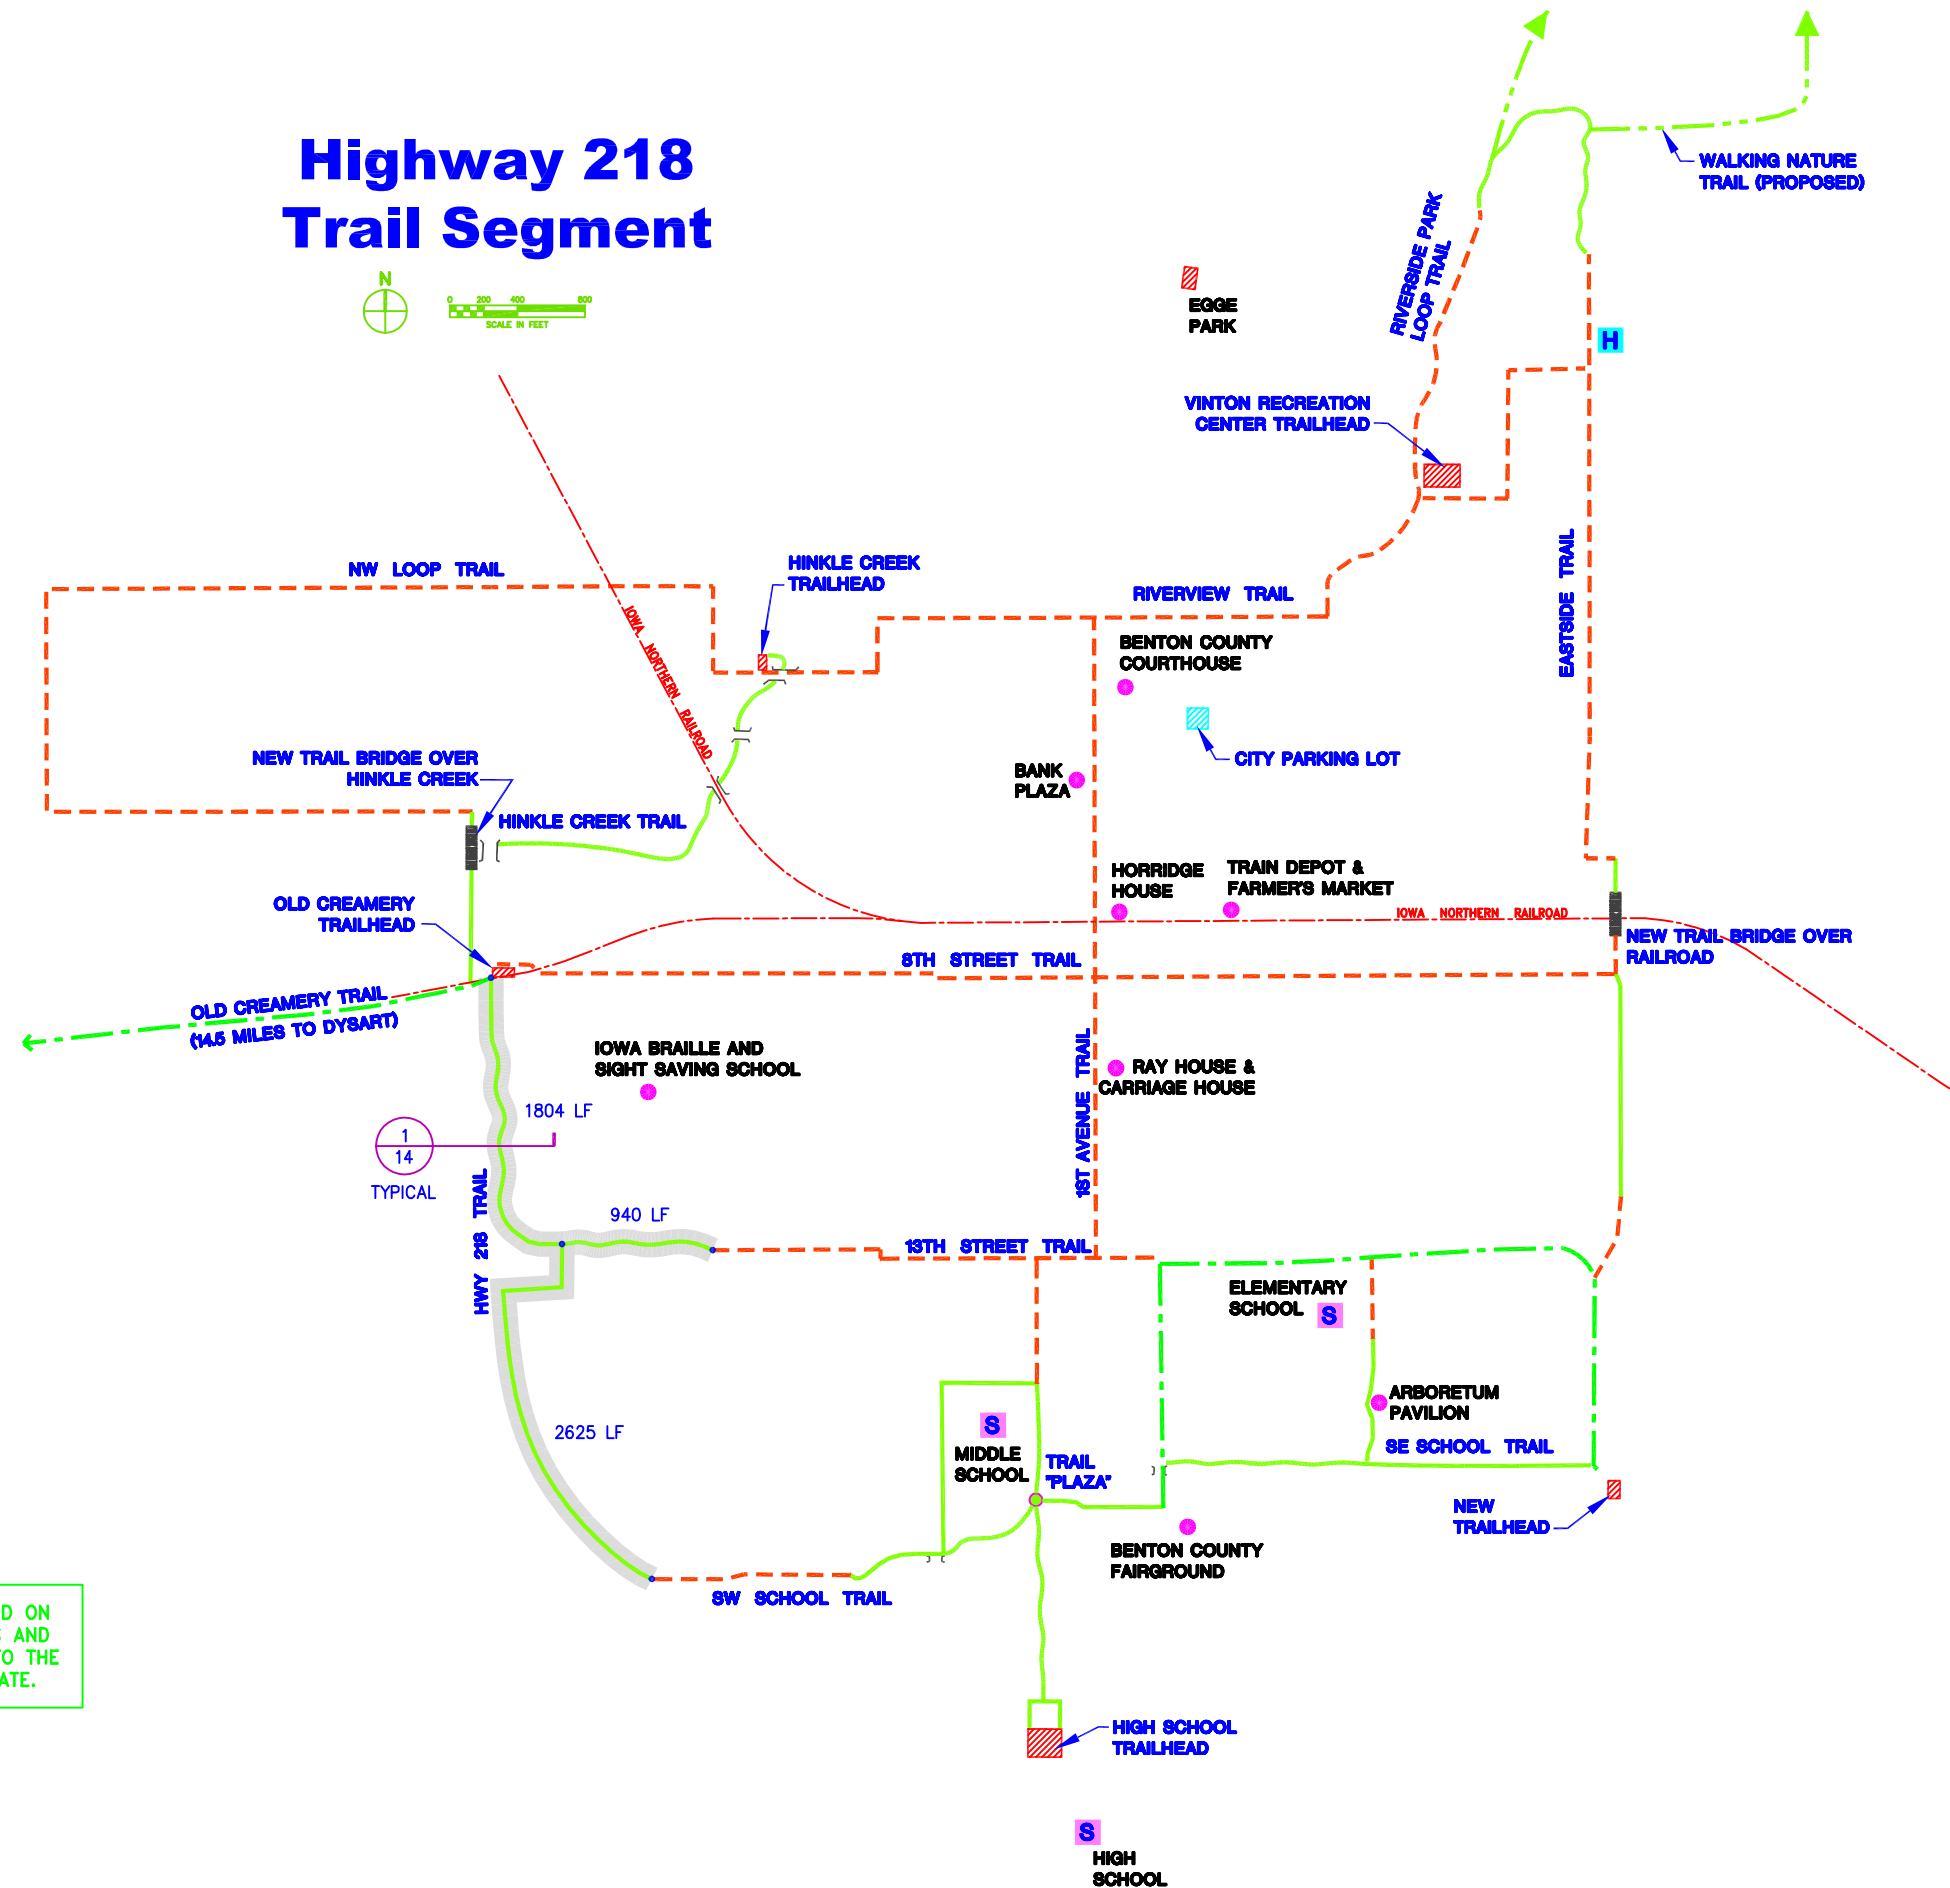 Highway 218
Trail Segment
N
0 200 400 800
SCALE IN FEET
WALKING NATURE
TRAIL (PROPOSED)
RIVERSIDE PARK
LOOP TRAIL
EGGE
PARK
H
VINTON RECREATION
CENTER TRAILHEAD
EASTSIDE TRAIL
NW LOOP TRAIL
HINKLE CREEK
TRAILHEAD
RIVERVIEW TRAIL
IOWA NORTHERN RAILROAD
BENTON COUNTY
COURTHOUSE
CITY PARKING LOT
BANK
PLAZA
NEW TRAIL BRIDGE OVER
HINKLE CREEK
HINKLE CREEK TRAIL
HORRIDGE
HOUSE
TRAIN DEPOT &
FARMER'S MARKET
IOWA NORTHERN RAILROAD
OLD CREAMERY
TRAILHEAD
NEW TRAIL BRIDGE OVER
RAILROAD
8TH STREET TRAIL
OLD CREAMERY TRAIL
(14.5 MILES TO DYSART)
IOWA BRAILLE AND
SIGHT SAVING SCHOOL
RAY HOUSE &
CARRIAGE HOUSE
1ST AVENUE TRAIL
1804 LF
1
14
TYPICAL
HWY 218 TRAIL
940 LF
13TH STREET TRAIL
ELEMENTARY
SCHOOL
S
ARBORETUM
PAVILION
SE SCHOOL TRAIL
2625 LF
S
MIDDLE
SCHOOL
TRAIL
"PLAZA"
NEW
TRAILHEAD
BENTON COUNTY
FAIRGROUND
SW SCHOOL TRAIL
D ON
AND
TO THE
ATE.
HIGH SCHOOL
TRAILHEAD
S
HIGH
SCHOOL